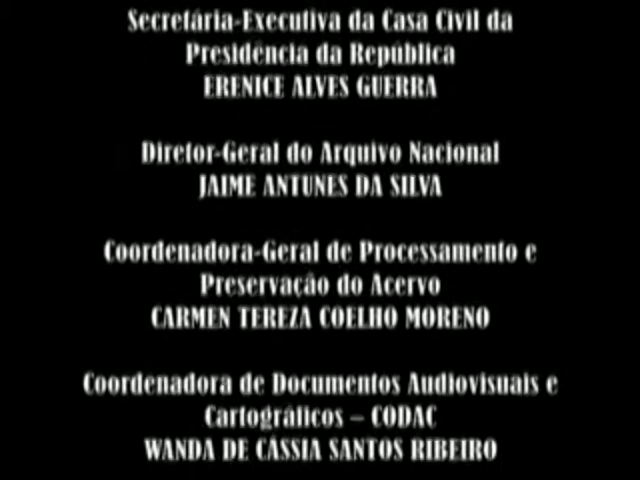 Secretária-Executiva da Casa Civil da
Presidência da República
ERENICE ALVES GUERRA
Diretor-Geral do Arquivo Nacional
JAIME ANTUNES DA SILVA
Coordenadora-Geral de Processamento e
Preservação do Acervo
CARMEN TEREZA COELHO MORENO
Coordenadora de Documentos Audiovisuais e
Cartográficos – CODAC
WANDA DE CÁSSIA SANTOS RIBEIRO